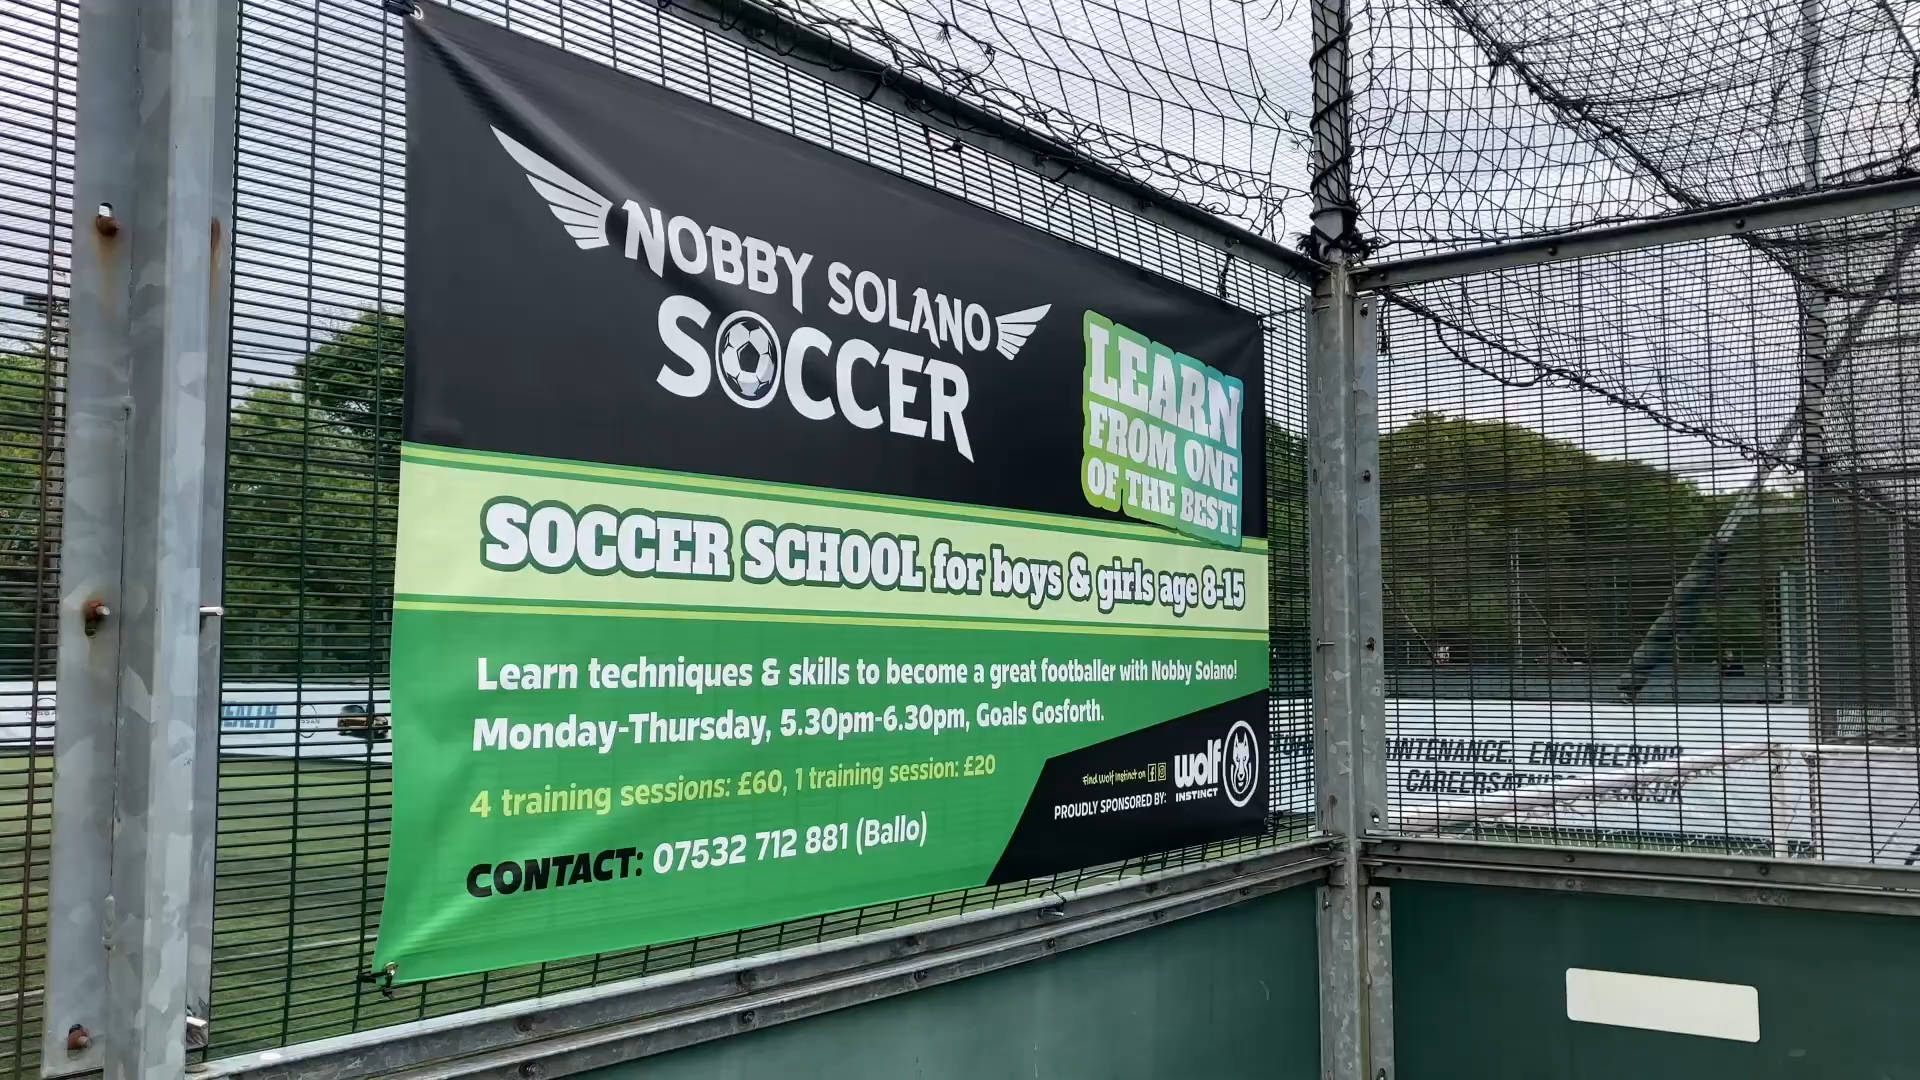 NOBBY SOLANO
SOCCER
LEARN
FROM ONE
OF THE BEST!
SOCCER SCHOOL for boys & girls age 8-15
Learn techniques & skills to become a great footballer with Nobby Solano!
Monday-Thursday, 5.30pm-6.30pm, Goals Gosforth.
4 training sessions: £60, 1 training session: £20
CONTACT: 07532 712 881 (Ballo)
Find Wolf Instinct on
PROUDLY SPONSORED BY:
wolf
INSTINCT
EALTH
INTENANCE. ENGINEERING